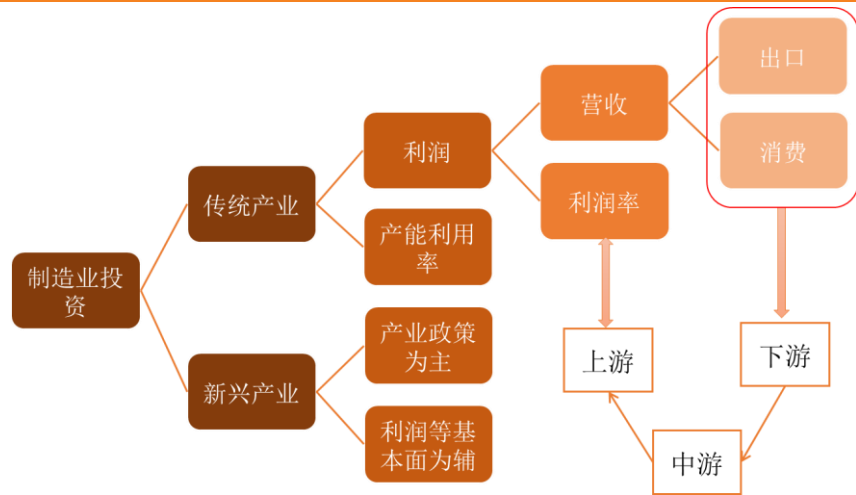 出口
营收
消费
利润
传统产业
利润率
产能利用
率
制造业投
资
产业政策
为主
上游
下游
新兴产业
利润等基
本面为辅
中游